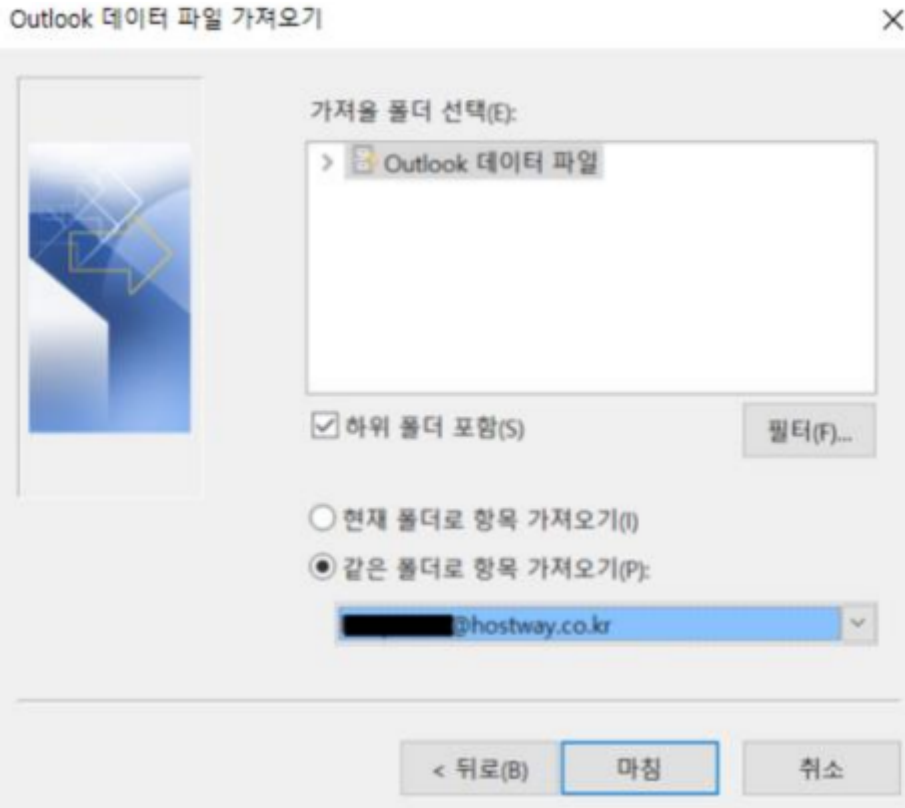 Outlook 데이터 파일 가져오기
가져올 폴더 선택(E):
Outlook 데이터 파일
하위 폴더 포함(S)
필터(F)...
현재 폴더로 항목 가져오기(I)
같은 폴더로 항목 가져오기(P):
@hostway.co.kr
< 뒤로(B)
마침
취소